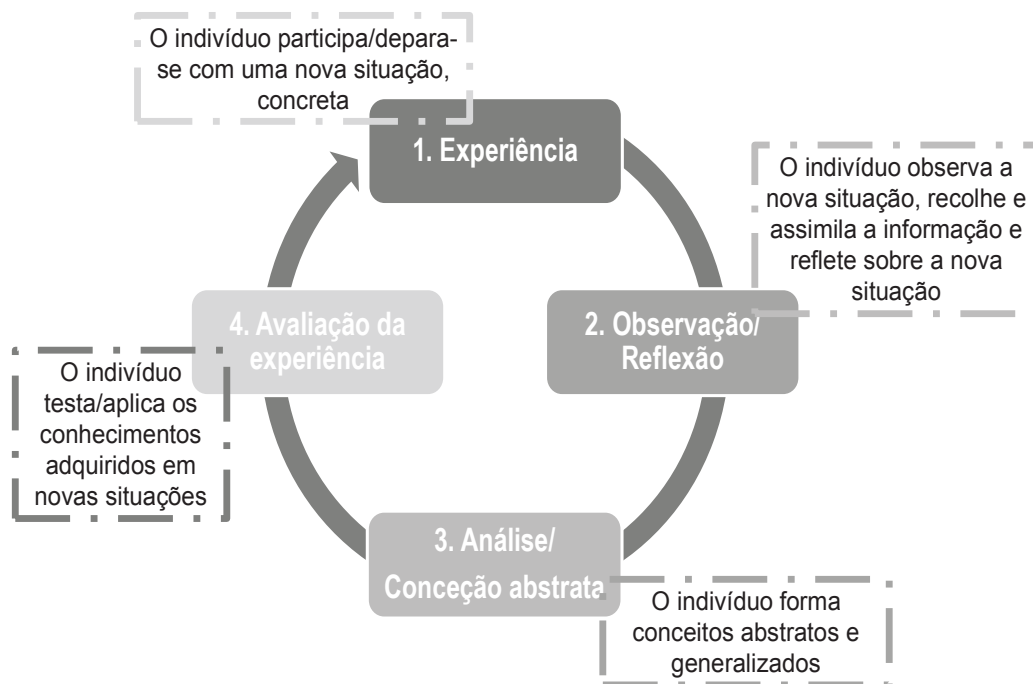 O indivíduo participa/depara-
se com uma nova situação,
concreta
1. Experiência
O indivíduo observa a
nova situação, recolhe e
assimila a informação e
reflete sobre a nova
situação
2. Observação/
Reflexão
3. Análise/
Conceção abstrata
O indivíduo forma
conceitos abstratos e
generalizados
4. Avaliação da
experiência
O indivíduo
testa/aplica os
conhecimentos
adquiridos em
novas situações